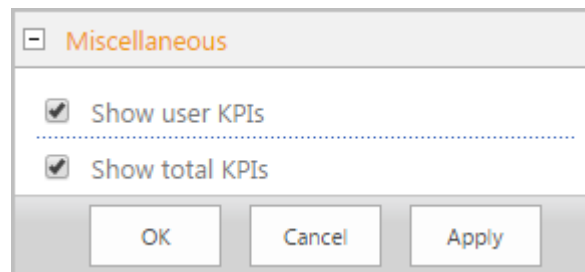 Miscellaneous
Show user KPIs
Show total KPIs
OK Cancel Apply